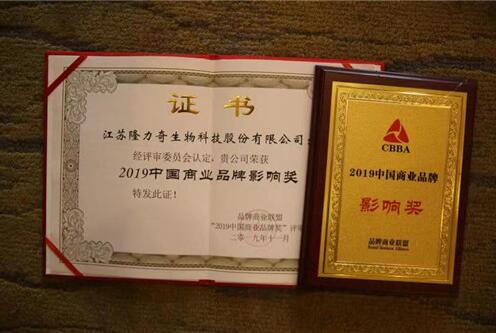 证书
江苏隆力奇生物科技股份有限公司
经评审委员会认定，贵公司荣获
2019中国商业品牌影响奖
特发此证！
品牌商业联盟
“2019中国商业品牌奖”评审
二零一九年十一月
CBBA
2019中国商业品牌
影响奖
品牌商业联盟
Brand Business Alliance